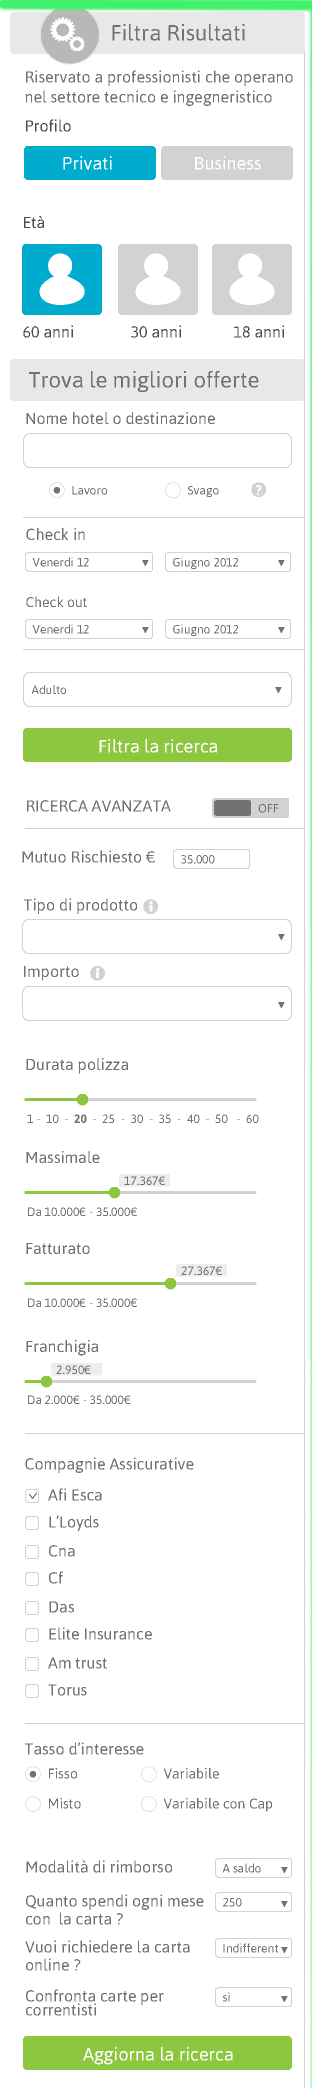 Filtra Risultati
Riservato a professionisti che operano
nel settore tecnico e ingegneristico
Profilo
Privati Business
Età
60 anni 30 anni 18 anni
Trova le migliori offerte
Nome hotel o destinazione
Lavoro Svago ?
Check in
Venerdi 12 Giugno 2012
Check out
Venerdi 12 Giugno 2012
Adulto
Filtra la ricerca
RICERCA AVANZATA OFF
Mutuo Rischiesto € 35.000
Tipo di prodotto i
Importo i
Durata polizza
1 - 10 - 20 - 25 - 30 - 35 - 40 - 50 - 60
Massimale
17.367€
Da 10.000€ - 35.000€
Fatturato
27.367€
Da 10.000€ - 35.000€
Franchigia
2.950€
Da 2.000€ - 35.000€
Compagnie Assicurative
Afi Esca
L'Loyds
Cna
Cf
Das
Elite Insurance
Am trust
Torus
Tasso d'interesse
Fisso Variabile
Misto Variabile con Cap
Modalità di rimborso A saldo
Quanto spendi ogni mese 250
con la carta ?
Vuoi richiedere la carta Indifferent
online ?
Confronta carte per si
correntisti
Aggiorna la ricerca